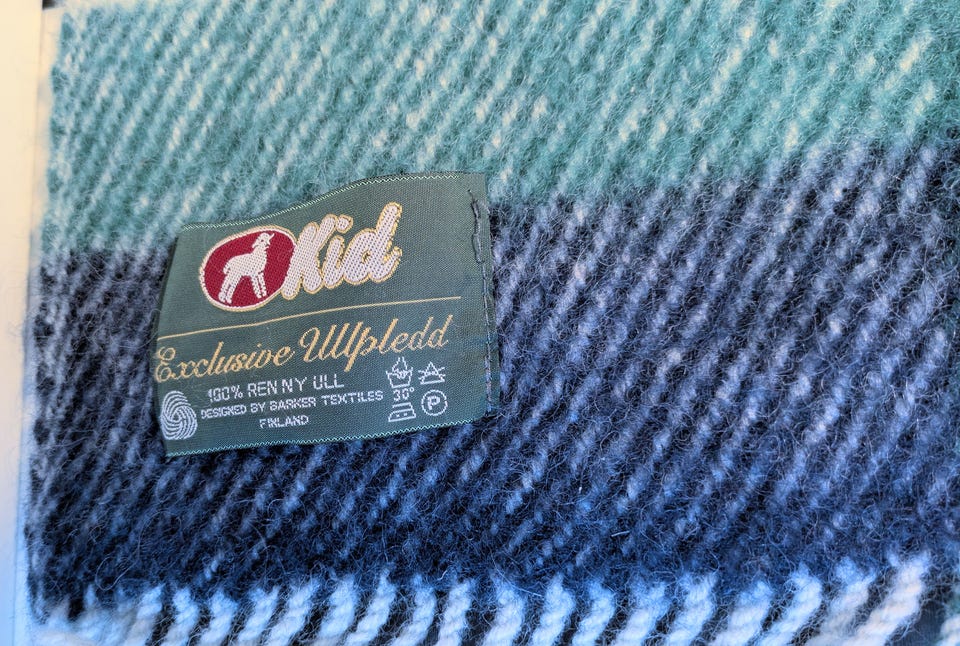 Kid
Exclusive Ullpledd
100% REN NY ULL
DESIGNED BY BARKER TEXTILES
FINLAND
30°
P